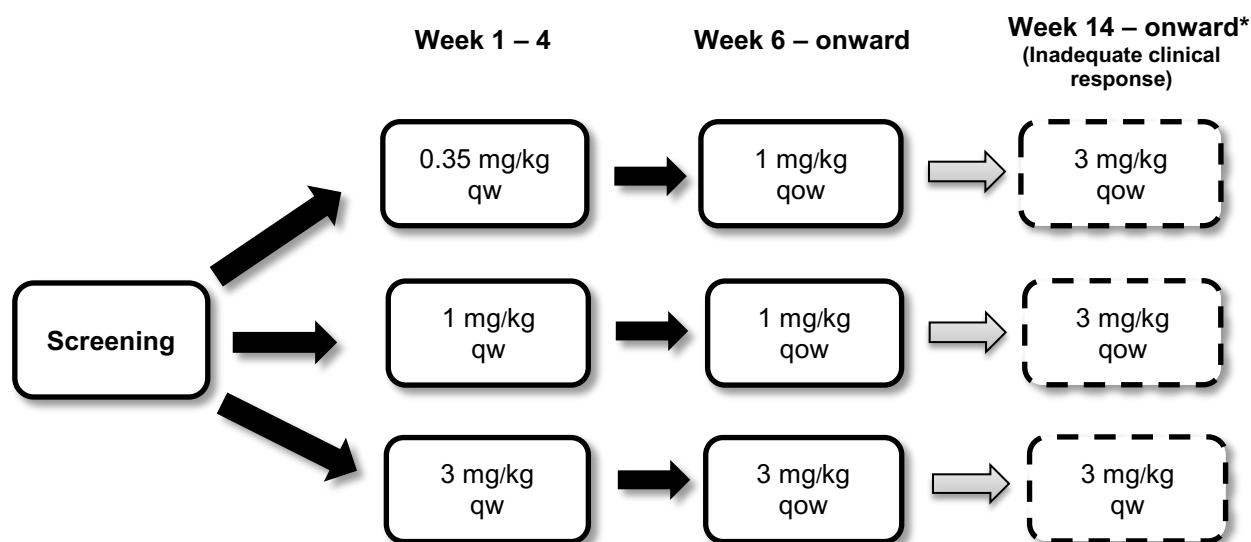 Week 1 – 4
Week 6 – onward
Week 14 – onward*
(Inadequate clinical
response)
0.35 mg/kg
qw
1 mg/kg
qow
3 mg/kg
qow
Screening
1 mg/kg
qw
1 mg/kg
qow
3 mg/kg
qow
3 mg/kg
qw
3 mg/kg
qow
3 mg/kg
qw